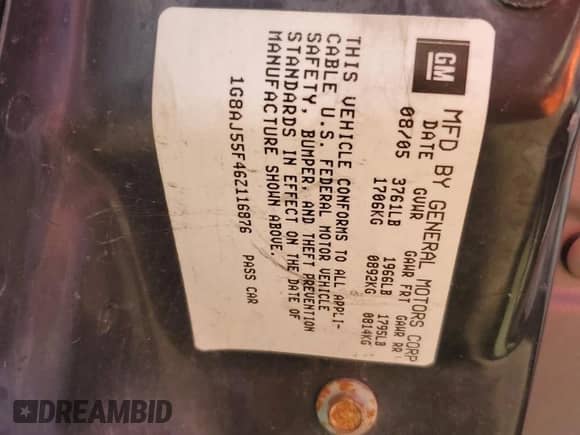 GM
MFD BY GENERAL MOTORS CORP
DATE GVWR GAWR FRT GAWR RR
08/05 3761LB 1966LB 1795LB
1706KG 0892KG 0814KG
THIS VEHICLE CONFORMS TO ALL APPLI-
CABLE U.S. FEDERAL MOTOR VEHICLE
SAFETY, BUMPER, AND THEFT PREVENTION
STANDARDS IN EFFECT ON THE DATE OF
MANUFACTURE SHOWN ABOVE.
1G8AJ55F46Z116876 PASS CAR
DREAMBID